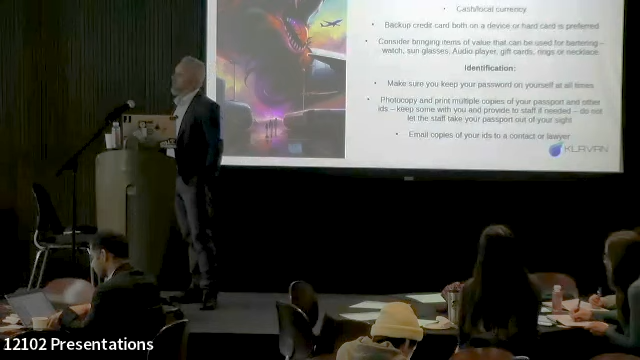 Cash/local currency
Backup credit card both on a device or hard card is preferred
Consider bringing items of value that can be used for bartering –
watch, sun glasses, Audio player, gift cards, rings or necklace.
Identification:
Make sure you keep your password on yourself at all times
Photocopy and print multiple copies of your passport and other
ids – keep some with you and provide to staff if needed – do not
let the staff take your passport out of your sight
Email copies of your ids to a contact or lawyer
KLAVAN
12102 Presentations